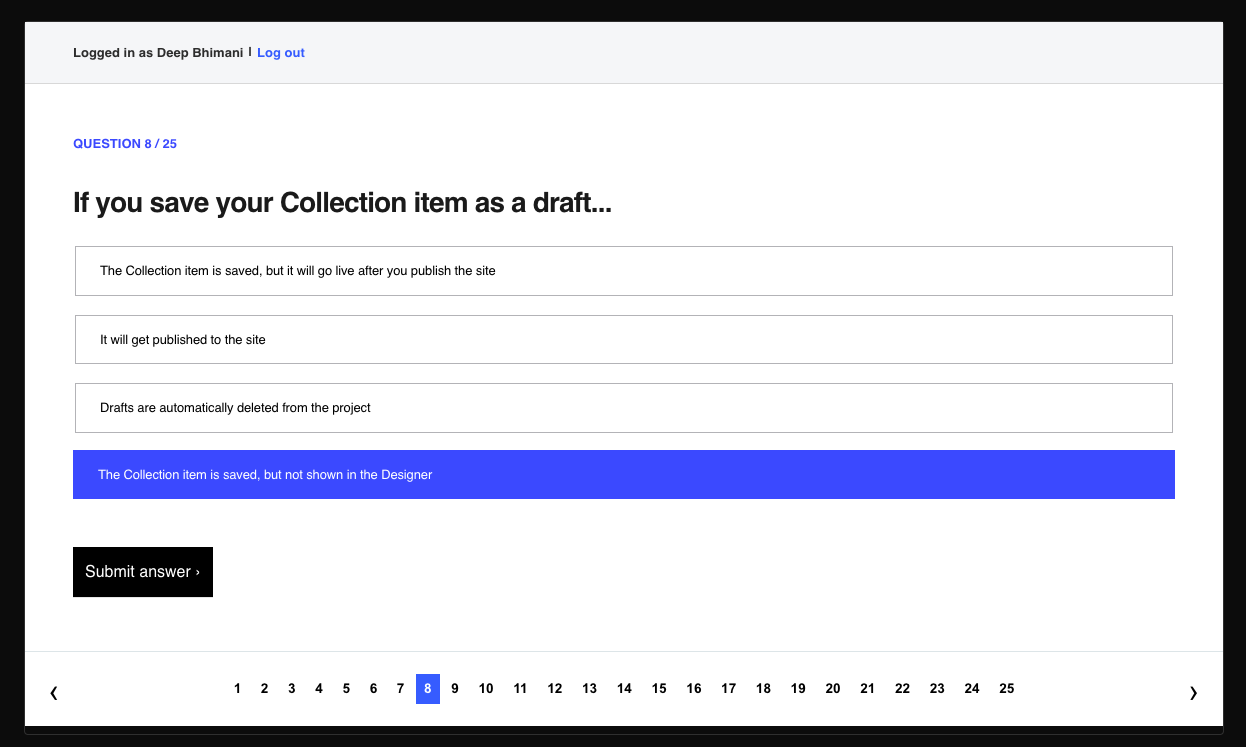 Logged in as Deep Bhimani | Log out
QUESTION 8 / 25
If you save your Collection item as a draft...
The Collection item is saved, but it will go live after you publish the site
It will get published to the site
Drafts are automatically deleted from the project
The Collection item is saved, but not shown in the Designer
Submit answer ›
❮ 1 2 3 4 5 6 7 8 9 10 11 12 13 14 15 16 17 18 19 20 21 22 23 24 25 ❯